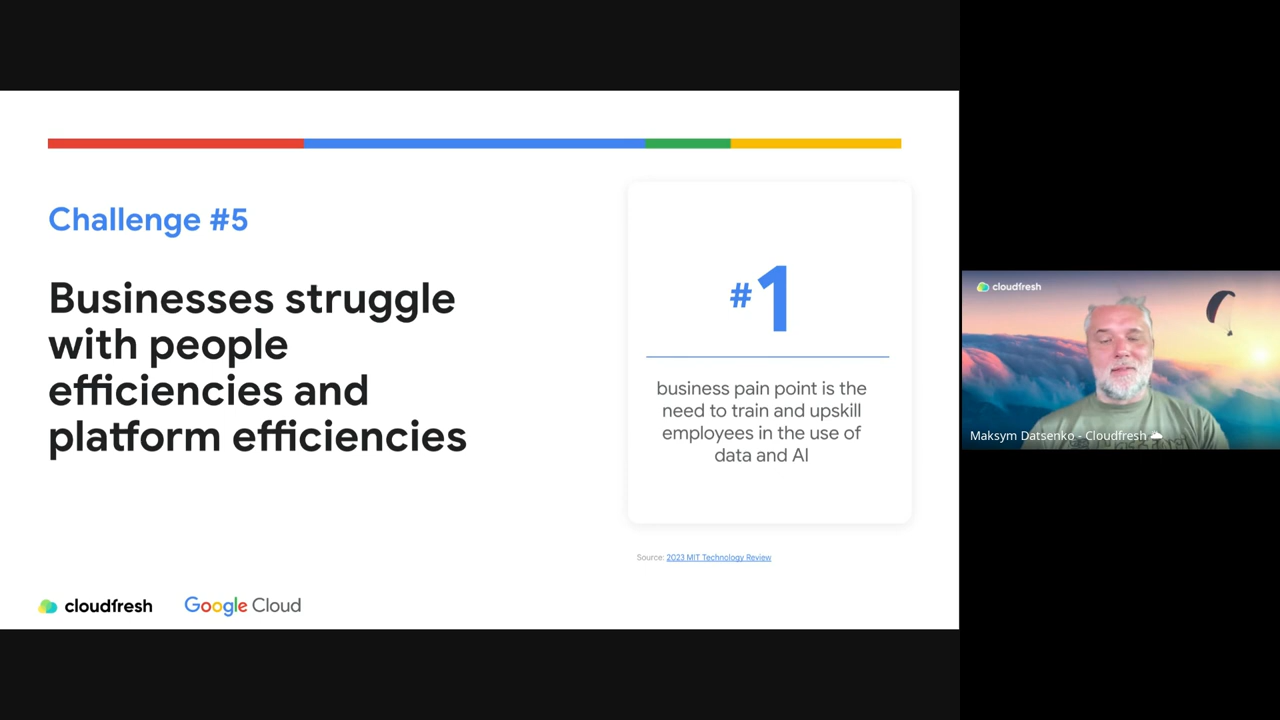 Challenge #5
Businesses struggle
with people
efficiencies and
platform efficiencies
#1
business pain point is the
need to train and upskill
employees in the use of
data and AI
Source: 2023 MIT Technology Review
cloudfresh
Google Cloud
cloudfresh
Maksym Datsenko - Cloudfresh